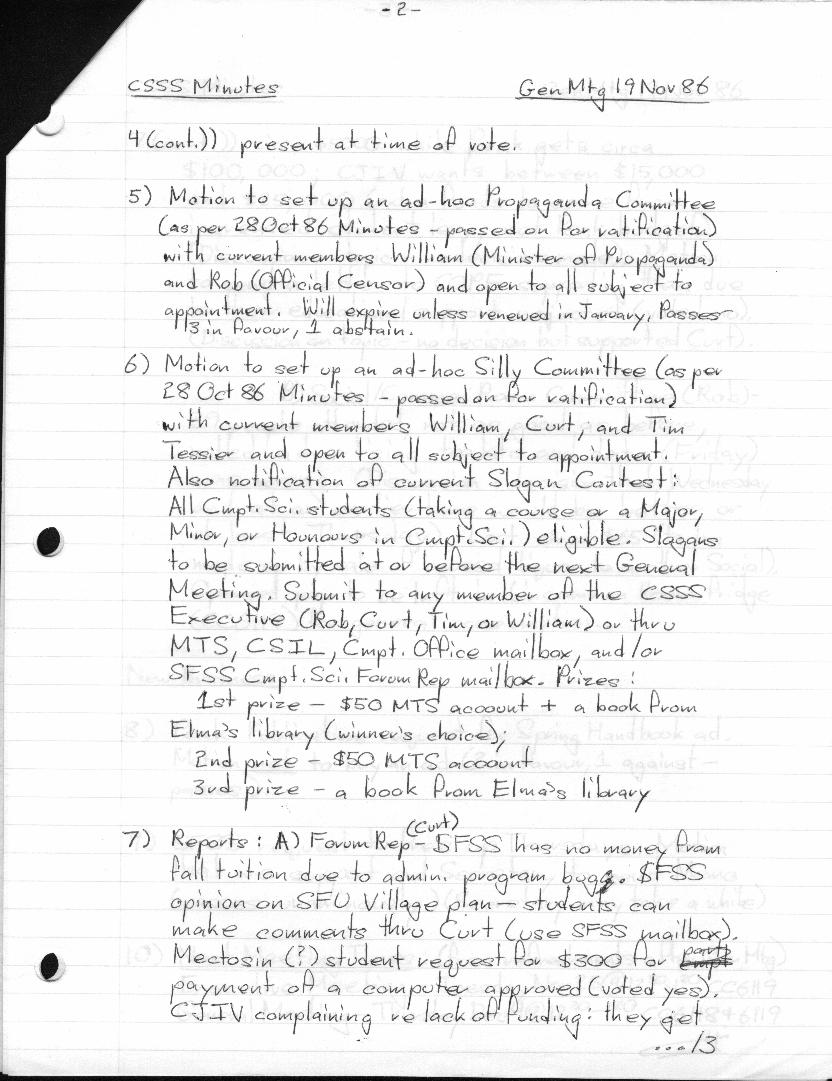 -2-
CSSS Minutes Gen Mtg 19 Nov 86
4 (cont.)) present at time of vote.
5) Motion to set up an ad-hoc Propaganda Committee
(as per 28 Oct 86 Minutes - passed on for ratification)
with current members William (Minister of Propaganda)
and Rob (Official Censor) and open to all subject to
appointment. Will expire unless renewed in January. Passes
3 in favour, 1 abstain.
6) Motion to set up an ad-hoc Silly Committee (as per
28 Oct 86 Minutes - passed on for ratification)
with current members William, Curt, and Tim
Tessier and open to all subject to appointment.
Also notification of current Slogan Contest:
All Cmpt. Sci. students (taking a course or a Major,
Minor, or Hounours in Cmpt. Sci.) eligible. Slogans
to be submitted at or before the next General
Meeting. Submit to any member of the CSSS
Executive (Rob, Curt, Tim, or William) or thru
MTS, CSIL, Cmpt. Office mailbox, and/or
SFSS Cmpt. Sci. Forum Rep mailbox. Prizes:
1st prize - $50 MTS account + a book from
Elma's library (winner's choice);
2nd prize - $50 MTS account
3rd prize - a book from Elma's library
(Curt)
7) Reports: A) Forum Rep - SFSS has no money from
fall tuition due to admin. program bugs. SFSS
opinion on SFU Village plan - students can
make comments thru Curt (use SFSS mailbox).
Mectosin (?) student request for $300 for part
payment of a computer approved (voted yes).
CJIV complaining re lack of funding: they get
.../3